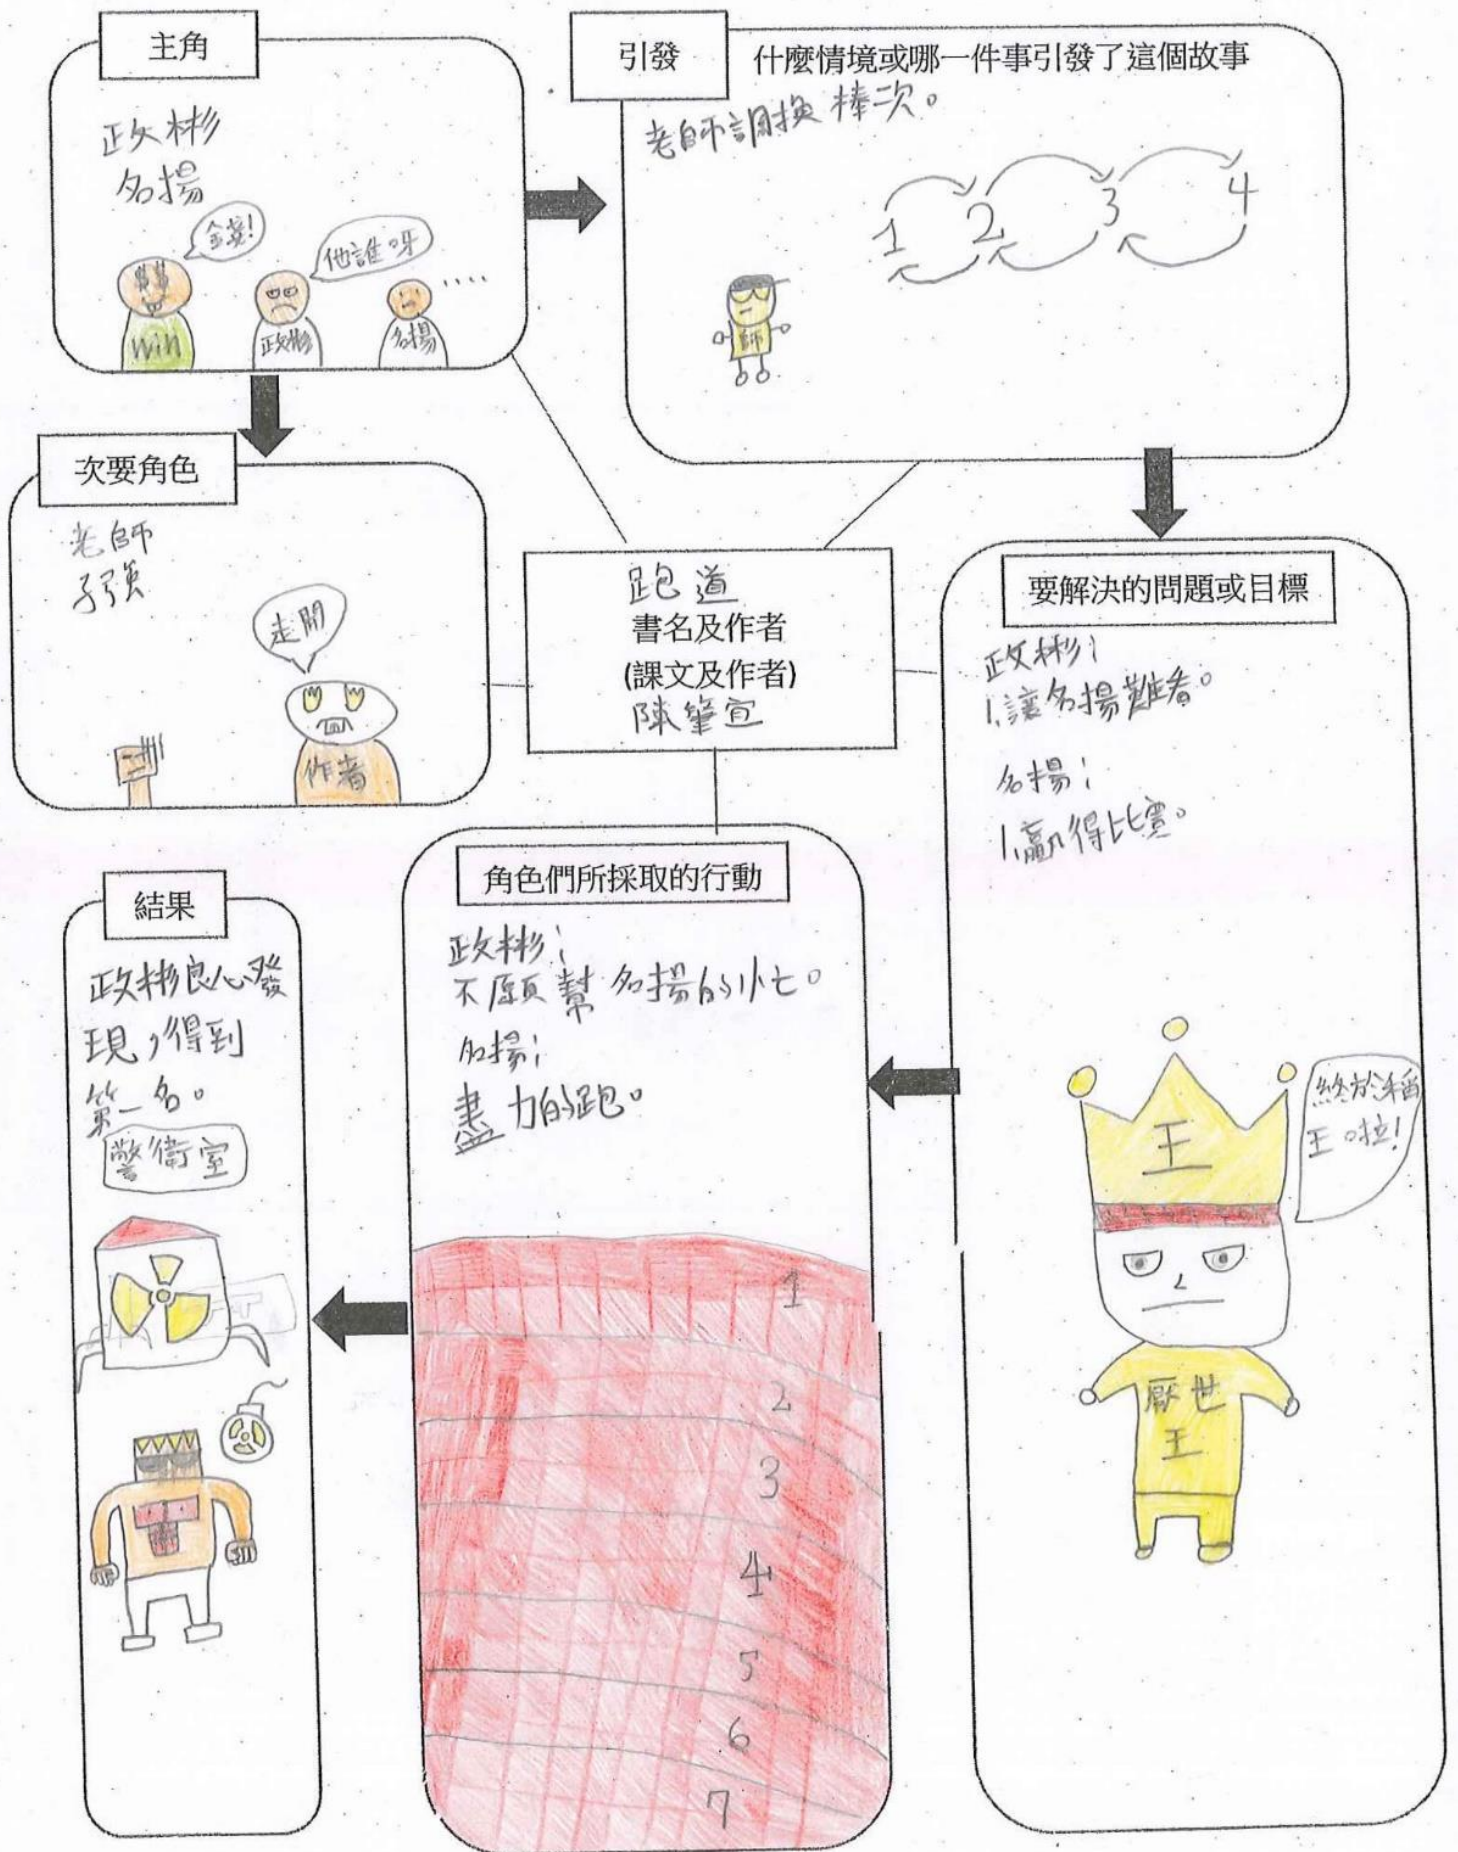 主角
政彬
名揚
金獎!
他誰呀
....
win
政彬
名揚
引發
什麼情境或哪一件事引發了這個故事
老師調換棒次。
1 2 3 4
師
次要角色
老師
子強
走開
作者
跑道
書名及作者
(課文及作者)
陳肇宜
要解決的問題或目標
政彬:
1.讓名揚難看。
名揚:
1.贏得比賽。
終於稱
王啦!
王
厭世
王
角色們所採取的行動
政彬:
不願幫名揚的忙。
名揚:
盡力的跑。
1
2
3
4
5
6
7
結果
政彬良心發
現,得到
第一名。
警衛室